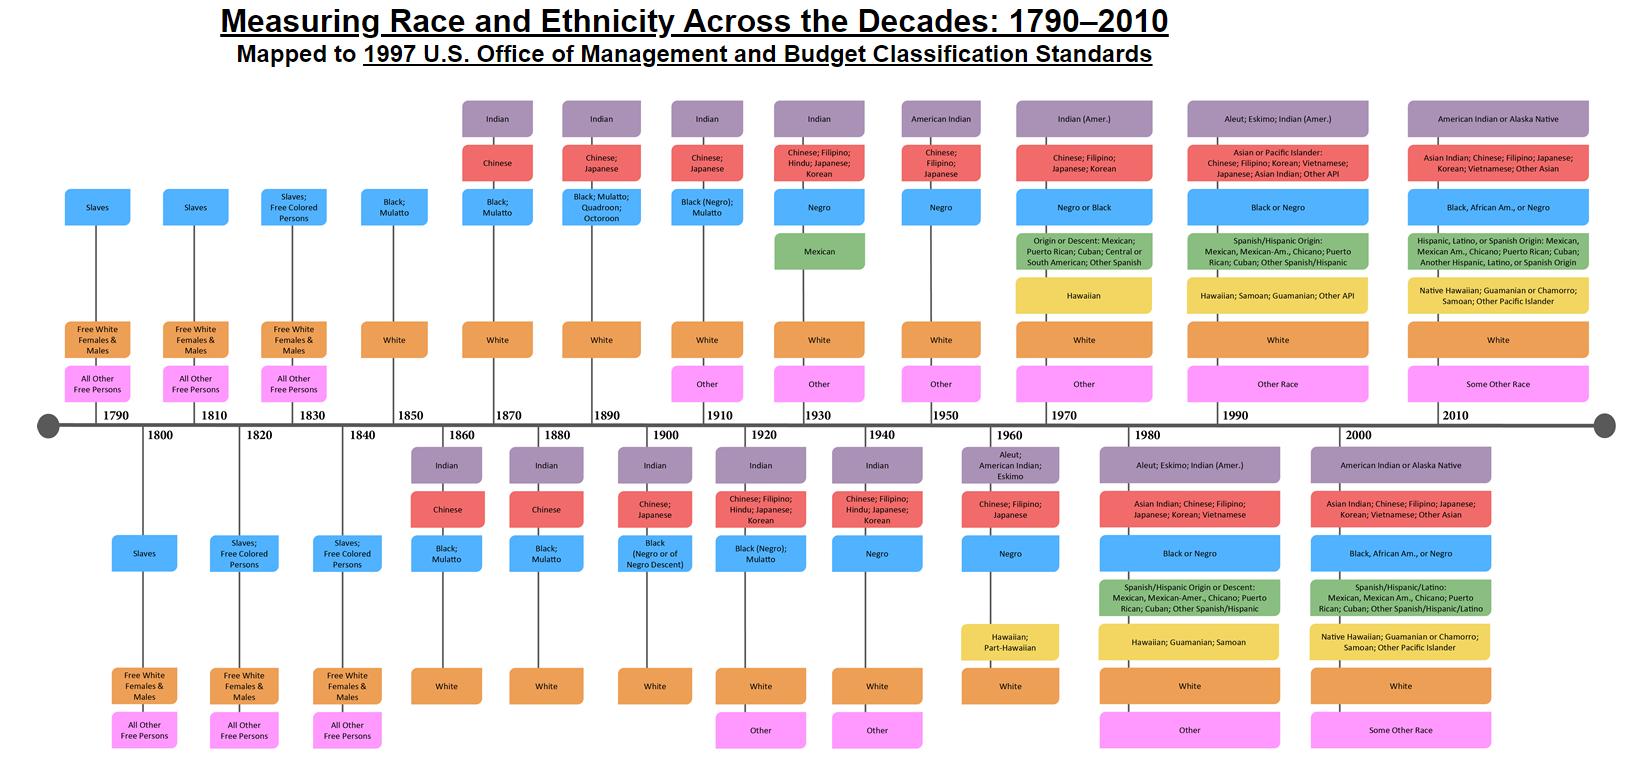 Measuring Race and Ethnicity Across the Decades: 1790–2010
Mapped to 1997 U.S. Office of Management and Budget Classification Standards
Slaves
Free White
Females &
Males
All Other
Free Persons
1790
Slaves
Free White
Females &
Males
All Other
Free Persons
1810
Slaves;
Free Colored
Persons
Free White
Females &
Males
All Other
Free Persons
1830
Black;
Mulatto
White
1850
Indian
Chinese
Black;
Mulatto
White
1870
Indian
Chinese;
Japanese
Black; Mulatto;
Quadroon;
Octoroon
White
1890
Indian
Chinese;
Japanese
Black (Negro);
Mulatto
White
Other
1910
Indian
Chinese; Filipino;
Hindu; Japanese;
Korean
Negro
Mexican
White
Other
1930
American Indian
Chinese;
Filipino;
Japanese
Negro
White
Other
1950
Indian (Amer.)
Chinese; Filipino;
Japanese; Korean
Negro or Black
Origin or Descent: Mexican;
Puerto Rican; Cuban; Central or
South American; Other Spanish
Hawaiian
White
Other
1970
Aleut; Eskimo; Indian (Amer.)
Asian or Pacific Islander:
Chinese; Filipino; Korean; Vietnamese;
Japanese; Asian Indian; Other API
Black or Negro
Spanish/Hispanic Origin:
Mexican, Mexican-Am., Chicano; Puerto
Rican; Cuban; Other Spanish/Hispanic
Hawaiian; Samoan; Guamanian; Other API
White
Other Race
1990
American Indian or Alaska Native
Asian Indian; Chinese; Filipino; Japanese;
Korean; Vietnamese; Other Asian
Black, African Am., or Negro
Hispanic, Latino, or Spanish Origin: Mexican,
Mexican Am., Chicano; Puerto Rican; Cuban;
Another Hispanic, Latino, or Spanish Origin
Native Hawaiian; Guamanian or Chamorro;
Samoan; Other Pacific Islander
White
Some Other Race
2010
1800
Slaves
Free White
Females &
Males
All Other
Free Persons
1820
Slaves;
Free Colored
Persons
Free White
Females &
Males
All Other
Free Persons
1840
Slaves;
Free Colored
Persons
Free White
Females &
Males
All Other
Free Persons
1860
Indian
Chinese
Black;
Mulatto
White
1880
Indian
Chinese
Black;
Mulatto
White
1900
Indian
Chinese;
Japanese
Black
(Negro or of
Negro Descent)
White
1920
Indian
Chinese; Filipino;
Hindu; Japanese;
Korean
Black (Negro);
Mulatto
White
Other
1940
Indian
Chinese; Filipino;
Hindu; Japanese;
Korean
Negro
White
Other
1960
Aleut;
American Indian;
Eskimo
Chinese; Filipino;
Japanese
Negro
Hawaiian;
Part-Hawaiian
White
1980
Aleut; Eskimo; Indian (Amer.)
Asian Indian; Chinese; Filipino;
Japanese; Korean; Vietnamese
Black or Negro
Spanish/Hispanic Origin or Descent:
Mexican, Mexican-Amer., Chicano; Puerto
Rican; Cuban; Other Spanish/Hispanic
Hawaiian; Guamanian; Samoan
White
Other
2000
American Indian or Alaska Native
Asian Indian; Chinese; Filipino; Japanese;
Korean; Vietnamese; Other Asian
Black, African Am., or Negro
Spanish/Hispanic/Latino:
Mexican, Mexican Am., Chicano; Puerto
Rican; Cuban; Other Spanish/Hispanic/Latino
Native Hawaiian; Guamanian or Chamorro;
Samoan; Other Pacific Islander
White
Some Other Race